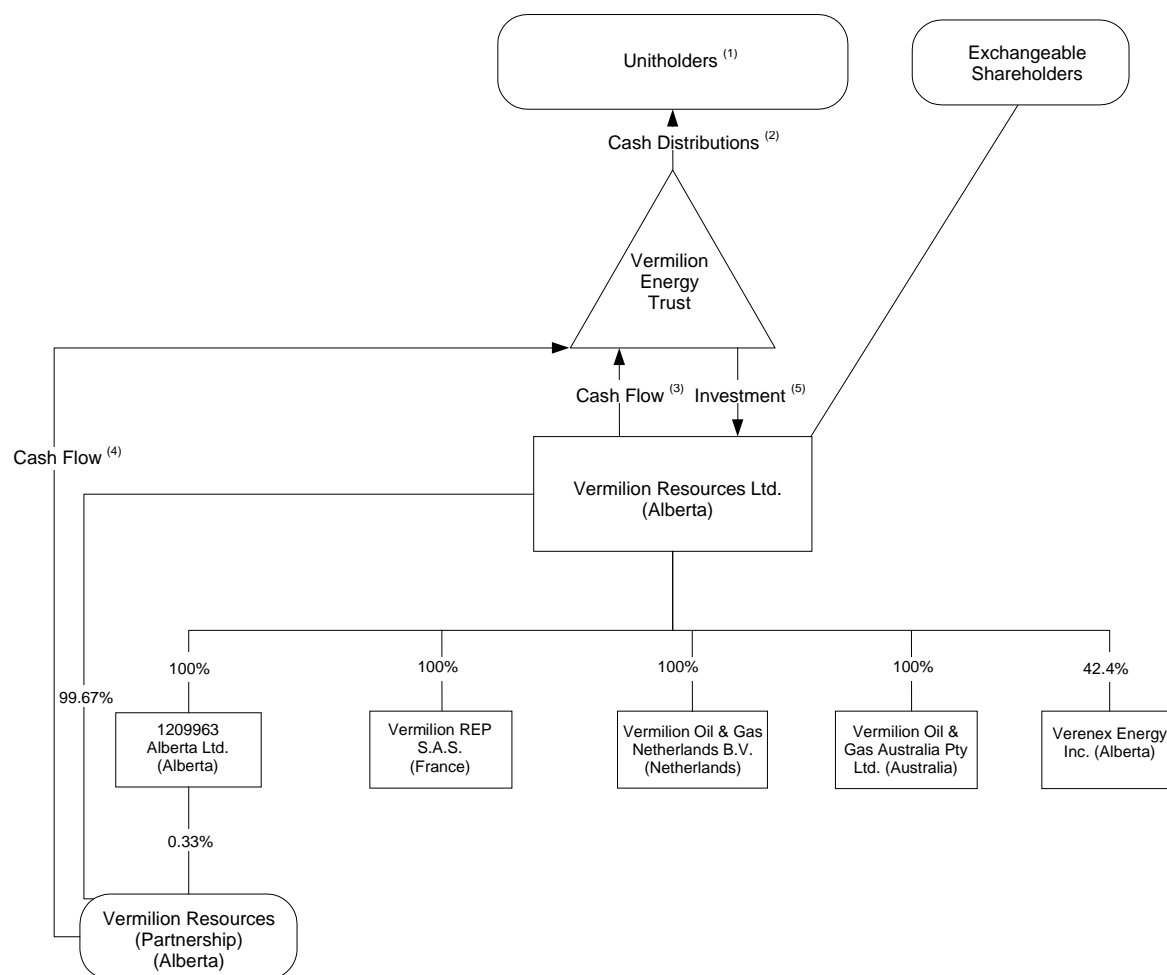 Unitholders (1)
Exchangeable
Shareholders
Cash Distributions (2)
Vermilion
Energy
Trust
Cash Flow (3)
Investment (5)
Cash Flow (4)
Vermilion Resources Ltd.
(Alberta)
100%
100%
100%
100%
42.4%
99.67%
1209963
Alberta Ltd.
(Alberta)
Vermilion REP
S.A.S.
(France)
Vermilion Oil & Gas
Netherlands B.V.
(Netherlands)
Vermilion Oil &
Gas Australia Pty
Ltd. (Australia)
Verenex Energy
Inc. (Alberta)
0.33%
Vermilion Resources
(Partnership)
(Alberta)